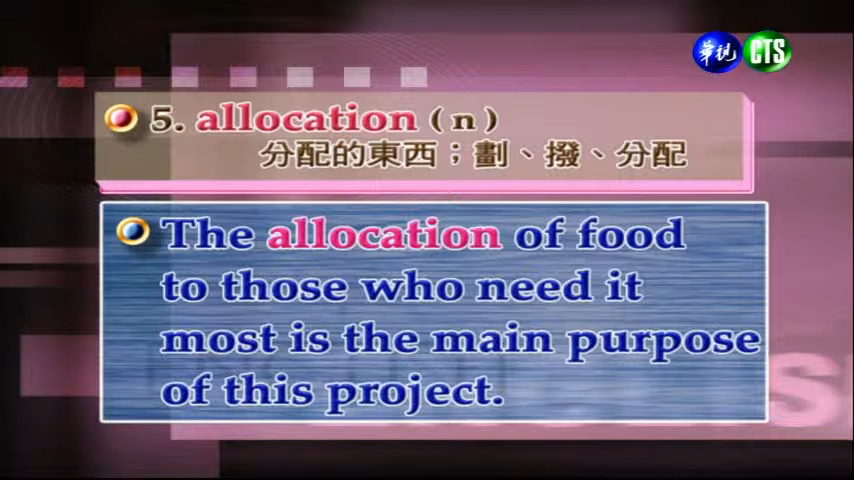 華視 CTS
5. allocation (n)
分配的東西；劃、撥、分配
The allocation of food
to those who need it
most is the main purpose
of this project.